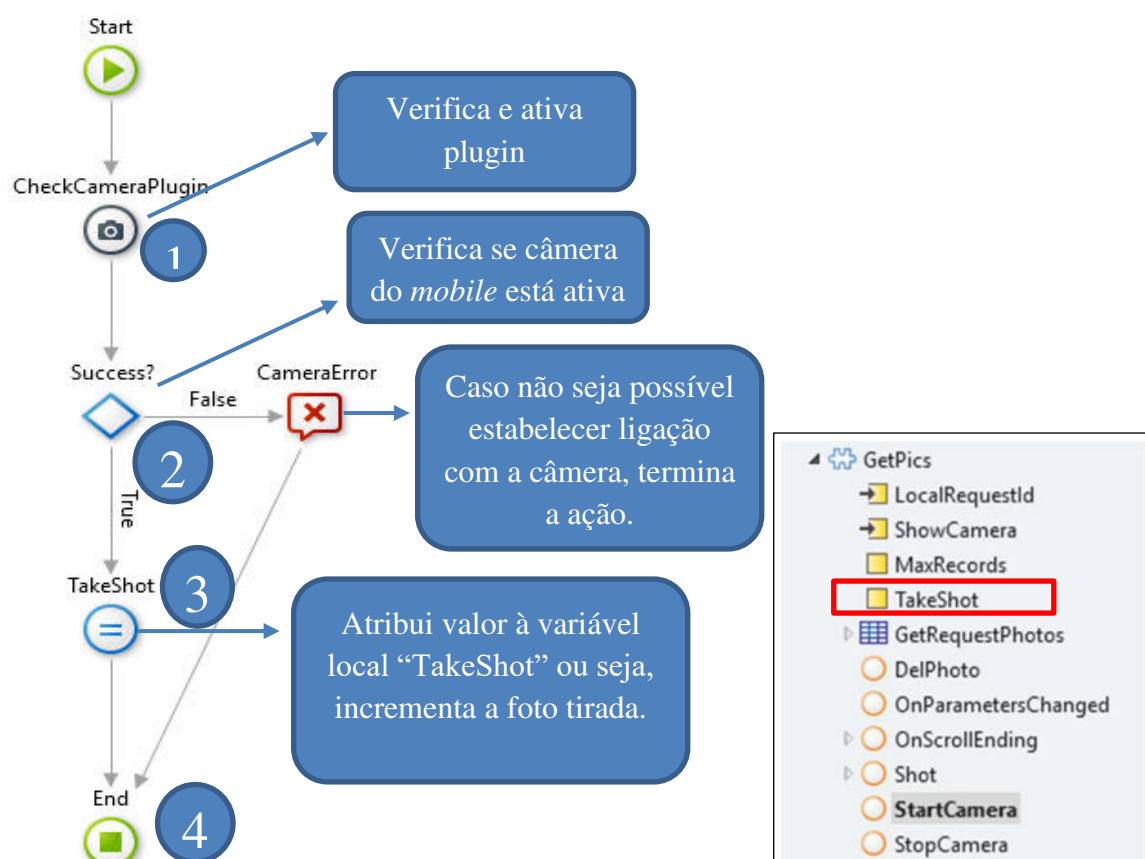 Start
Verifica e ativa
plugin
CheckCameraPlugin
1
Verifica se câmera
do mobile está ativa
Success?
False
CameraError
Caso não seja possível
estabelecer ligação
com a câmera, termina
a ação.
2
True
TakeShot
3
Atribui valor à variável
local “TakeShot” ou seja,
incrementa a foto tirada.
End
4
GetPics
LocalRequestId
ShowCamera
MaxRecords
TakeShot
GetRequestPhotos
DelPhoto
OnParametersChanged
OnScrollEnding
Shot
StartCamera
StopCamera